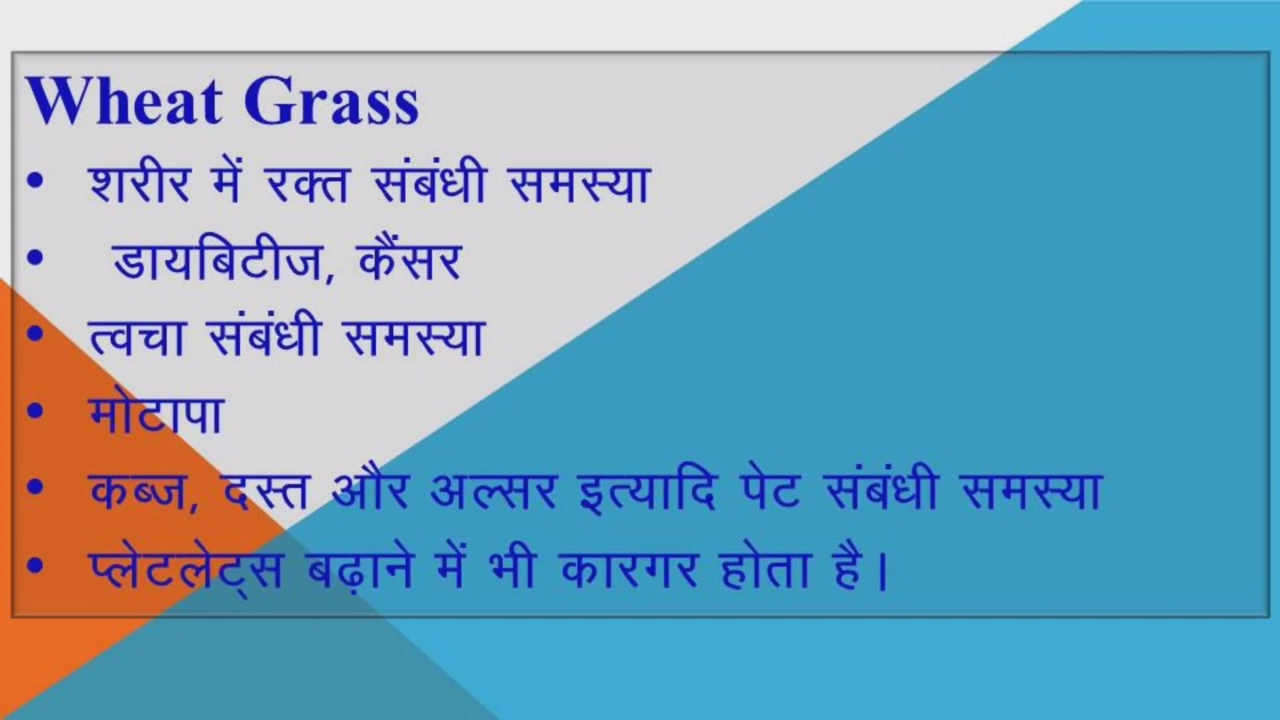 Wheat Grass
• शरीर में रक्त संबंधी समस्या
• डायबिटीज, कैंसर
• त्वचा संबंधी समस्या
• मोटापा
• कब्ज, दस्त और अल्सर इत्यादि पेट संबंधी समस्या
• प्लेटलेट्स बढ़ाने में भी कारगर होता है।